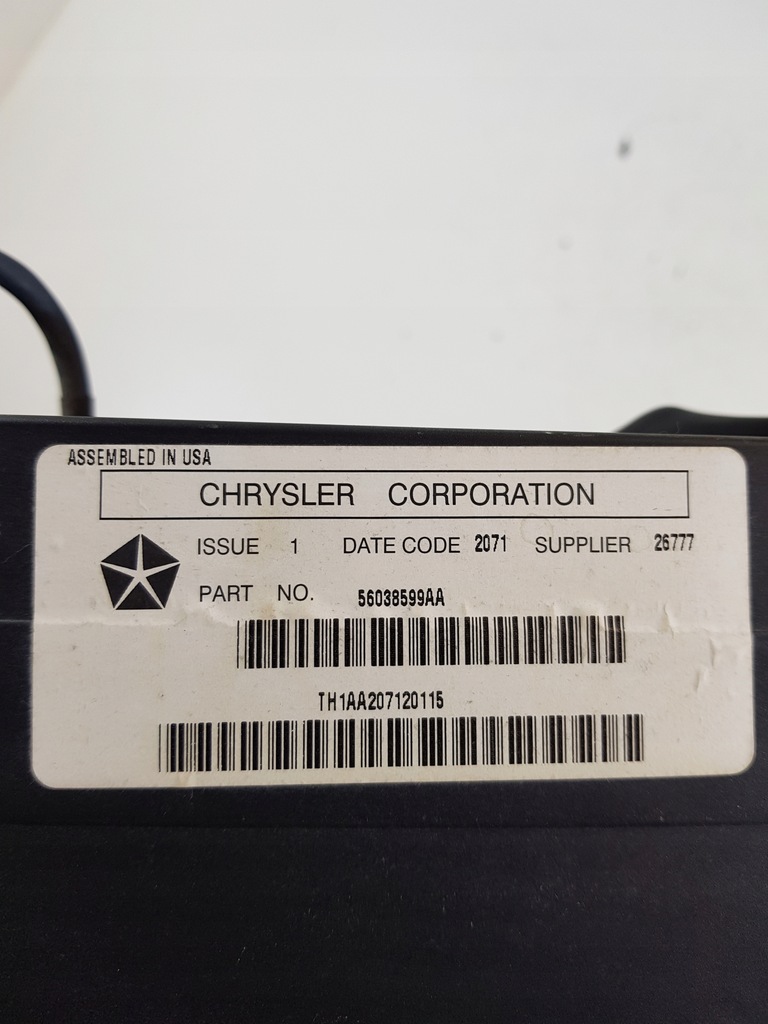 ASSEMBLED IN USA
CHRYSLER CORPORATION
ISSUE 1 DATE CODE 2071 SUPPLIER 26777
PART NO. 56038599AA
TH1AA207120115